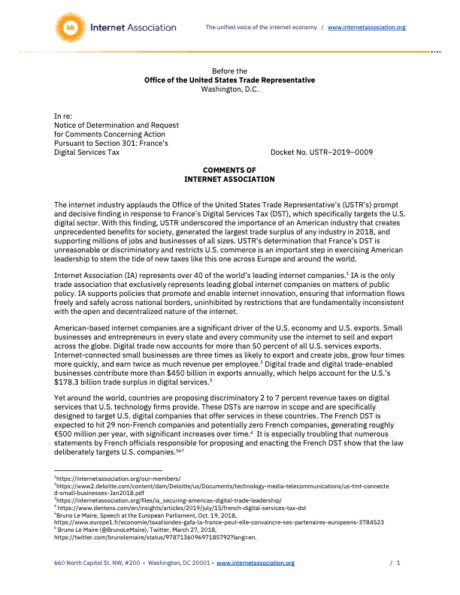 IA Internet Association
The unified voice of the internet economy / www.internetassociation.org
Before the
Office of the United States Trade Representative
Washington, D.C.
In re:
Notice of Determination and Request
for Comments Concerning Action
Pursuant to Section 301: France's
Digital Services Tax Docket No. USTR–2019–0009
COMMENTS OF
INTERNET ASSOCIATION
The internet industry applauds the Office of the United States Trade Representative's (USTR's) prompt
and decisive finding in response to France's Digital Services Tax (DST), which specifically targets the U.S.
digital sector. With this finding, USTR underscored the importance of an American industry that creates
unprecedented benefits for society, generated the largest trade surplus of any industry in 2018, and
supporting millions of jobs and businesses of all sizes. USTR's determination that France's DST is
unreasonable or discriminatory and restricts U.S. commerce is an important step in exercising American
leadership to stem the tide of new taxes like this one across Europe and around the world.
Internet Association (IA) represents over 40 of the world's leading internet companies.¹ IA is the only
trade association that exclusively represents leading global internet companies on matters of public
policy. IA supports policies that promote and enable internet innovation, ensuring that information flows
freely and safely across national borders, uninhibited by restrictions that are fundamentally inconsistent
with the open and decentralized nature of the internet.
American-based internet companies are a significant driver of the U.S. economy and U.S. exports. Small
businesses and entrepreneurs in every state and every community use the internet to sell and export
across the globe. Digital trade now accounts for more than 50 percent of all U.S. services exports.
Internet-connected small businesses are three times as likely to export and create jobs, grow four times
more quickly, and earn twice as much revenue per employee.² Digital trade and digital trade-enabled
businesses contribute more than $450 billion in exports annually, which helps account for the U.S.'s
$178.3 billion trade surplus in digital services.³
Yet around the world, countries are proposing discriminatory 2 to 7 percent revenue taxes on digital
services that U.S. technology firms provide. These DSTs are narrow in scope and are specifically
designed to target U.S. digital companies that offer services in these countries. The French DST is
expected to hit 29 non-French companies and potentially zero French companies, generating roughly
€500 million per year, with significant increases over time.⁴ It is especially troubling that numerous
statements by French officials responsible for proposing and enacting the French DST show that the law
deliberately targets U.S. companies.⁵⁶⁷
¹https://internetassociation.org/our-members/
²https://www2.deloitte.com/content/dam/Deloitte/us/Documents/technology-media-telecommunications/us-tmt-connecte
d-small-businesses-Jan2018.pdf
³https://internetassociation.org/files/ia_securing-americas-digital-trade-leadership/
⁴ https://www.dentons.com/en/insights/articles/2019/july/15/french-digital-services-tax-dst
⁵Bruno Le Maire, Speech at the European Parliament, Oct. 19, 2018,
https://www.europe1.fr/economie/taxationdes-gafa-la-france-peut-elle-convaincre-ses-partenaires-europeens-3784523
⁶ Bruno Le Maire (@BrunoLeMaire), Twitter, March 27, 2018,
https://twitter.com/brunolemaire/status/978713609697185792?lang=en.
660 North Capitol St. NW, #200 • Washington, DC 20001 • www.internetassociation.org / 1